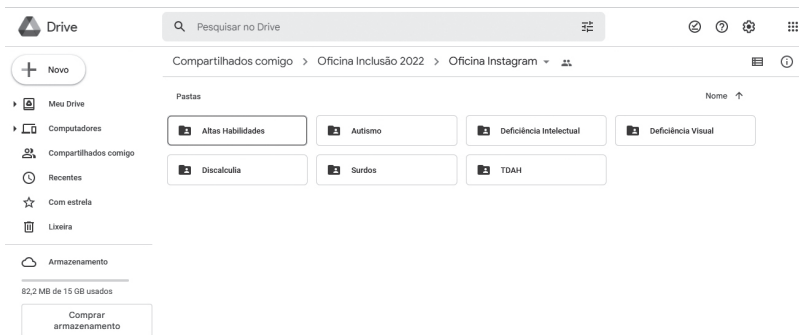 Drive
Pesquisar no Drive
Novo
Compartilhados comigo > Oficina Inclusão 2022 > Oficina Instagram
Pastas
Nome
Meu Drive
Computadores
Compartilhados comigo
Recentes
Com estrela
Lixeira
Altas Habilidades
Autismo
Deficiência Intelectual
Deficiência Visual
Discalculia
Surdos
TDAH
Armazenamento
82,2 MB de 15 GB usados
Comprar
armazenamento